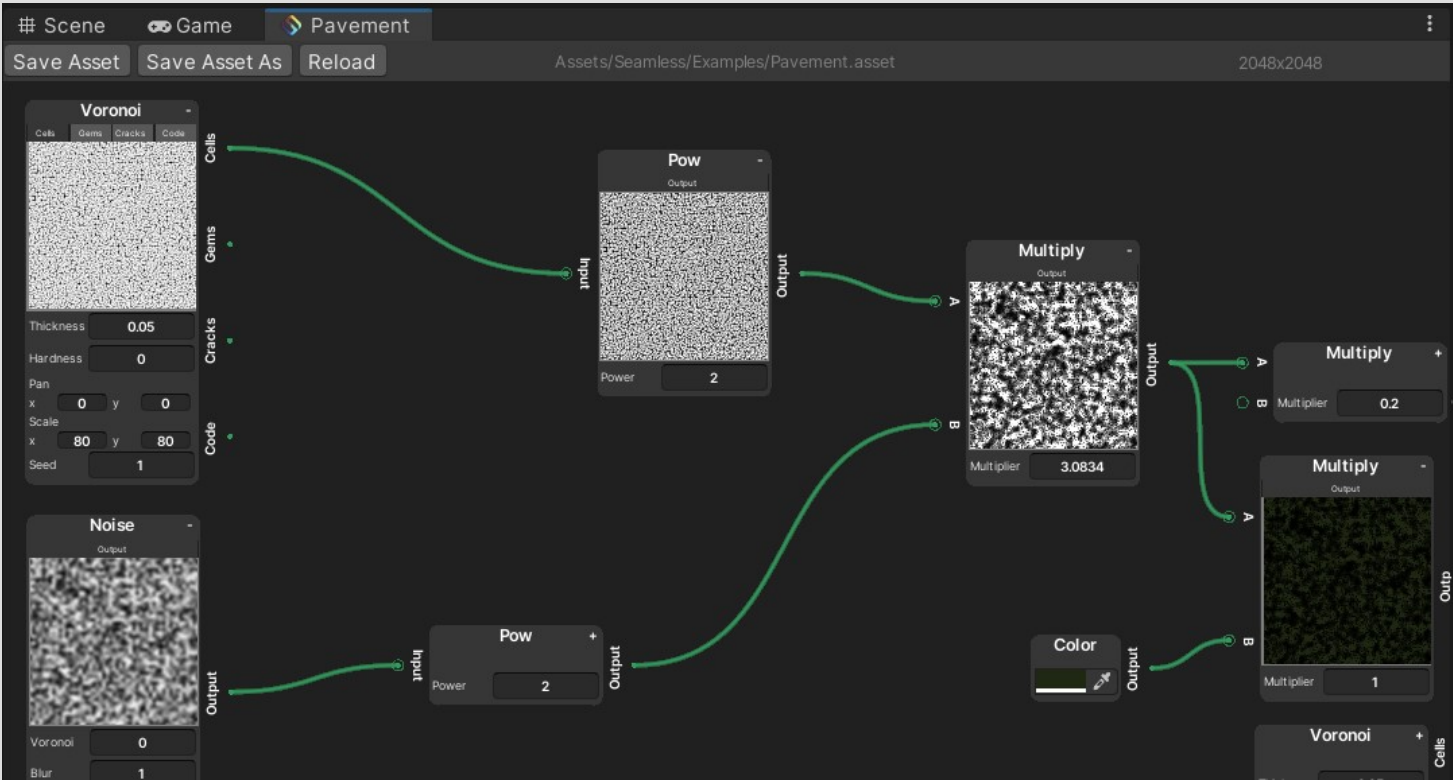 Scene Game Pavement
Save Asset Save Asset As Reload Assets/Seamless/Examples/Pavement.asset 2048x2048
Voronoi -
Cells Gems Cracks Code
Thickness 0.05
Hardness 0
Pan
x 0 y 0
Scale
x 80 y 80
Seed 1
Cells
Gems
Cracks
Code
Noise -
Output
Voronoi 0
Blur 1
Output
Pow -
Output
Input
Power 2
Output
Pow +
Input
Power 2
Output
Multiply -
Output
A
B
Multiplier 3.0834
Output
Multiply +
A
B Multiplier 0.2
Multiply -
Output
A
B
Multiplier 1
Outp
Color
Output
Voronoi +
Cells